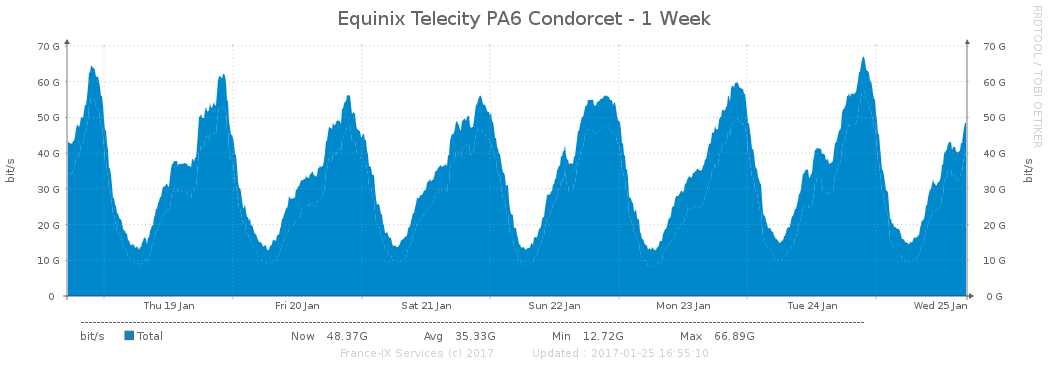 Equinix Telecity PA6 Condorcet - 1 Week
RRDTOOL / TOBI OETIKER
bit/s
70 G
60 G
50 G
40 G
30 G
20 G
10 G
0
70 G
60 G
50 G
40 G
30 G
20 G
10 G
0 G
bit/s
Thu 19 Jan Fri 20 Jan Sat 21 Jan Sun 22 Jan Mon 23 Jan Tue 24 Jan Wed 25 Jan
bit/s Total Now 48.37G Avg 35.33G Min 12.72G Max 66.89G
France-IX Services (c) 2017 Updated : 2017-01-25 16:55:10